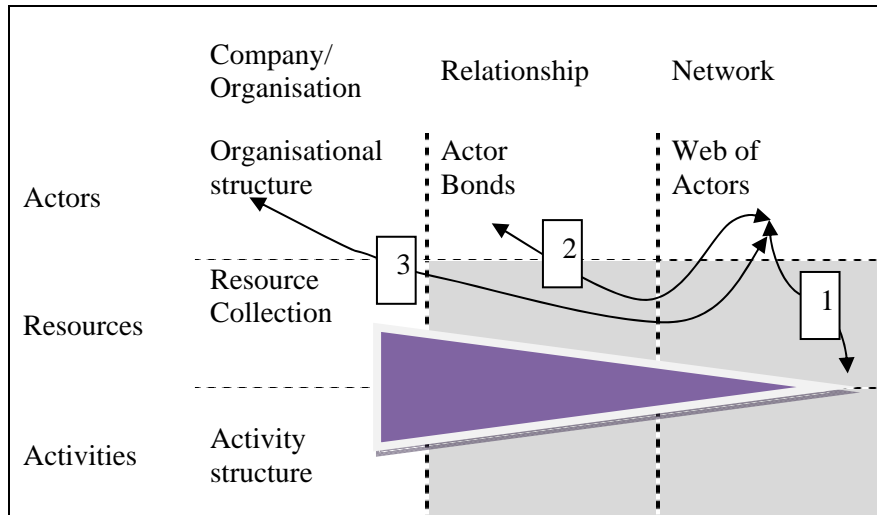 Company/
Organisation
Relationship
Network
Actors
Organisational
structure
Actor
Bonds
Web of
Actors
3
2
1
Resources
Resource
Collection
Activities
Activity
structure